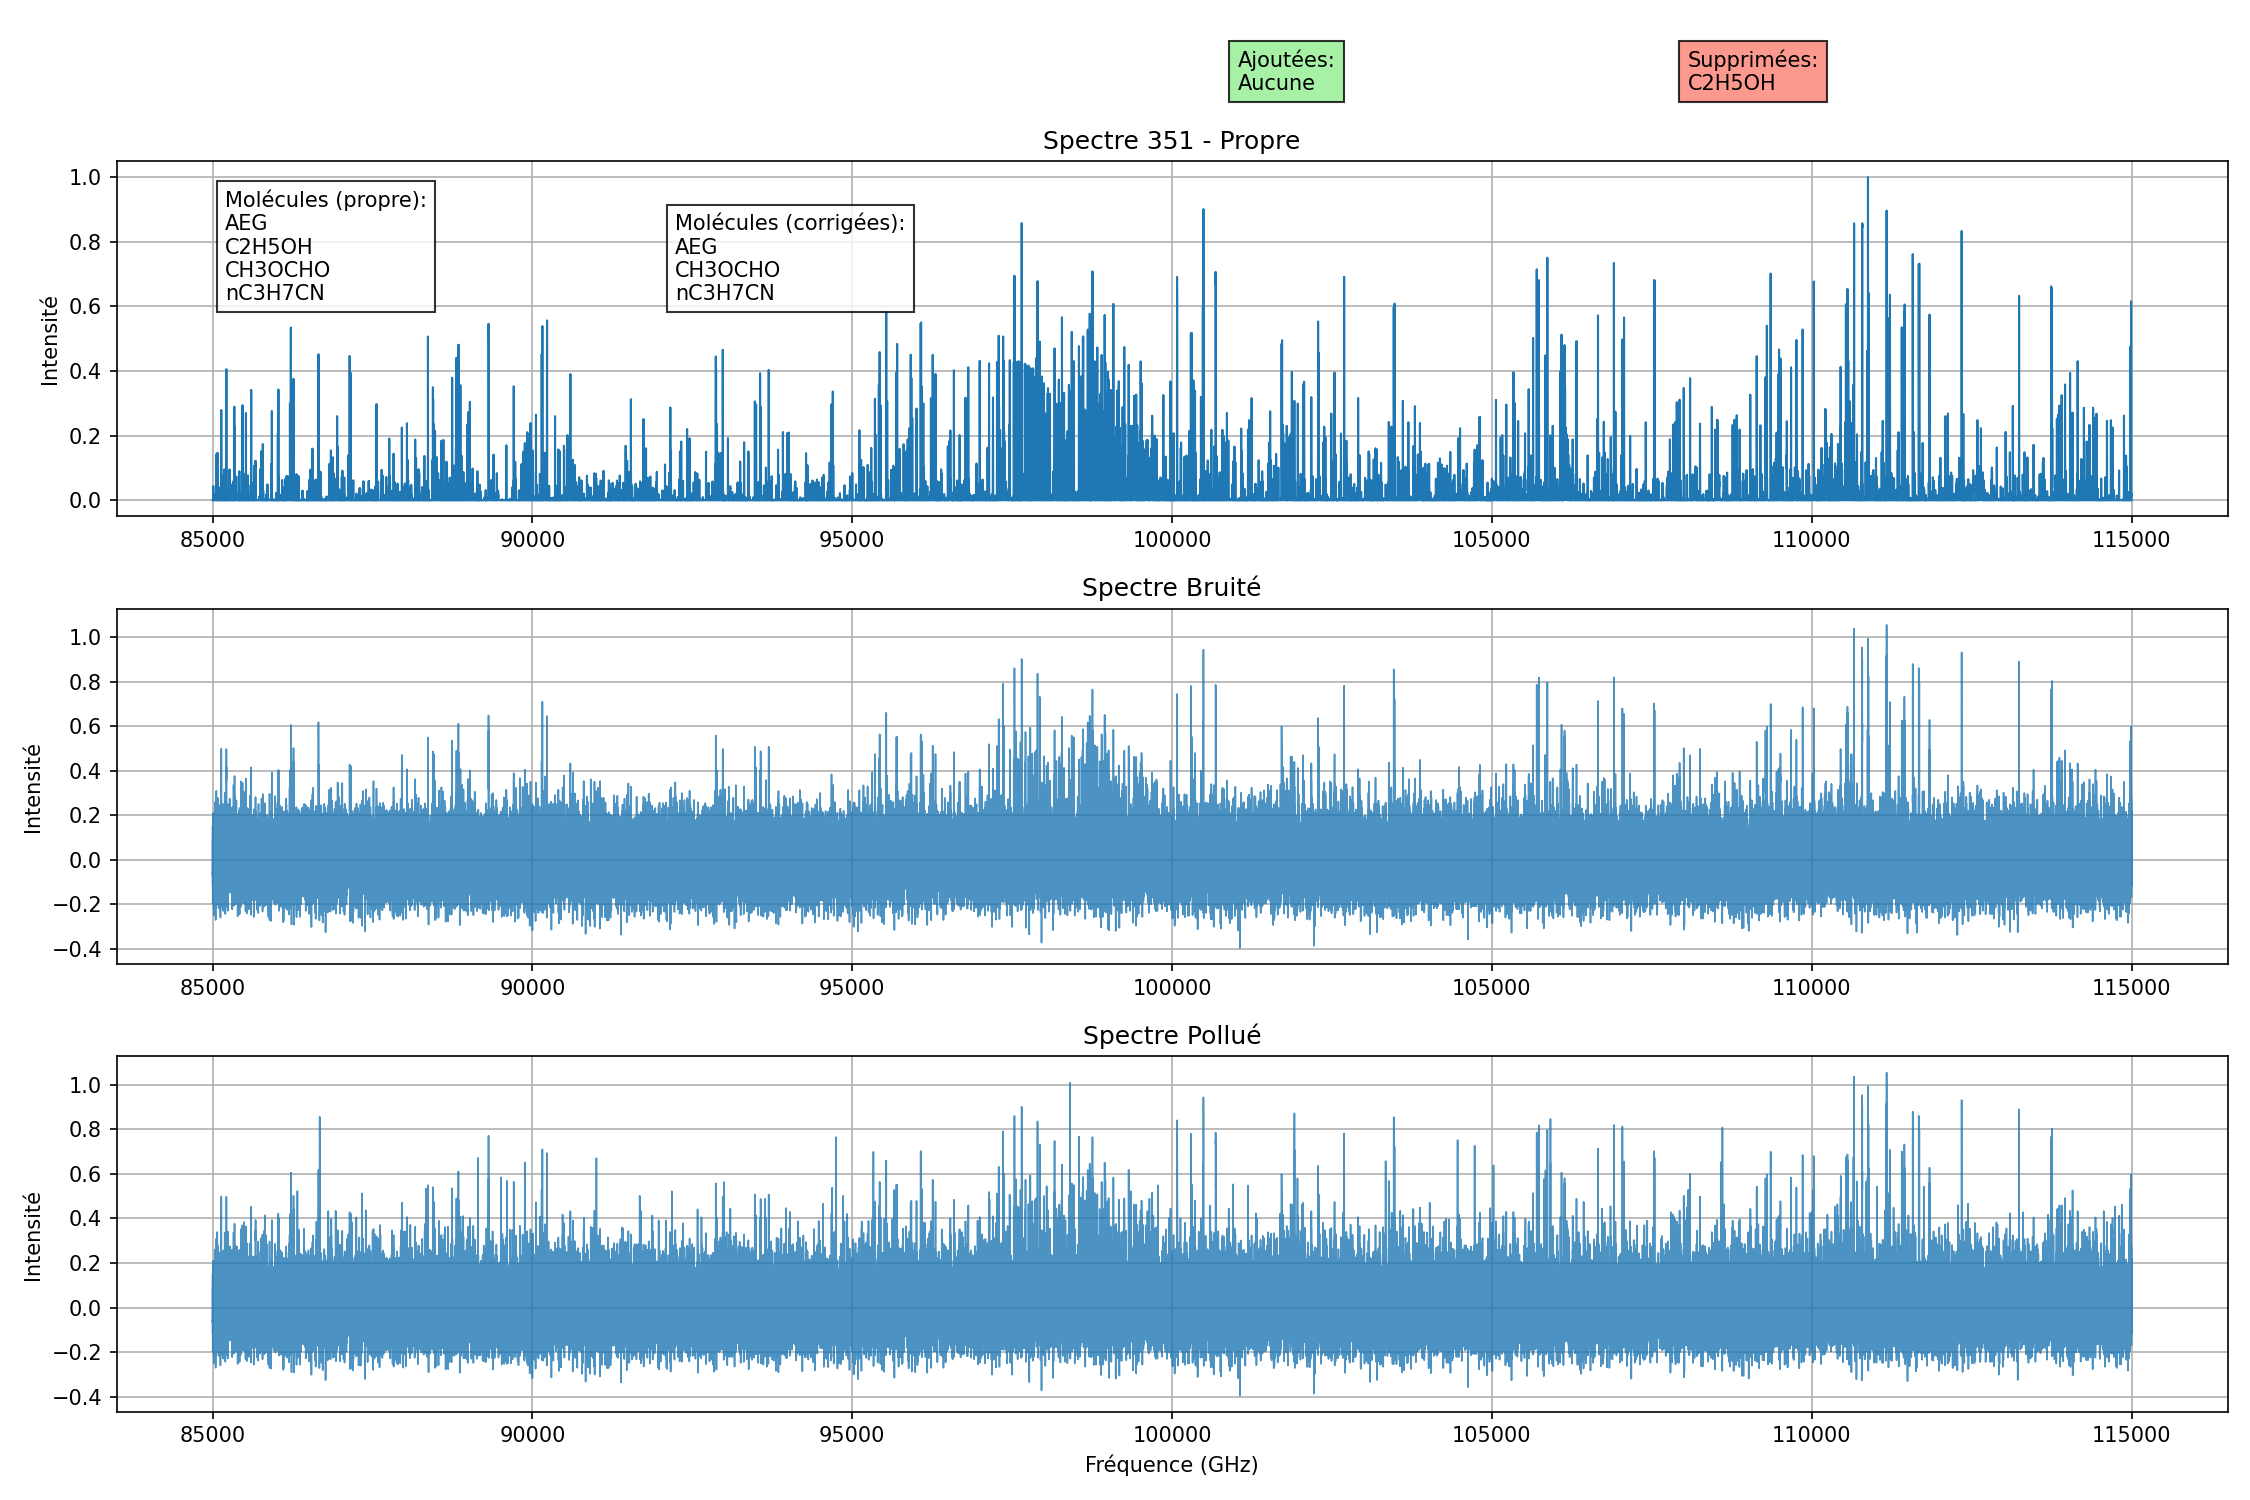 Ajoutées:
Aucune
Supprimées:
C2H5OH
Spectre 351 - Propre
Molécules (propre):
AEG
C2H5OH
CH3OCHO
nC3H7CN
Molécules (corrigées):
AEG
CH3OCHO
nC3H7CN
Intensité
1.0
0.8
0.6
0.4
0.2
0.0
85000 90000 95000 100000 105000 110000 115000
Spectre Bruité
Intensité
1.0
0.8
0.6
0.4
0.2
0.0
−0.2
−0.4
85000 90000 95000 100000 105000 110000 115000
Spectre Pollué
Intensité
1.0
0.8
0.6
0.4
0.2
0.0
−0.2
−0.4
85000 90000 95000 100000 105000 110000 115000
Fréquence (GHz)